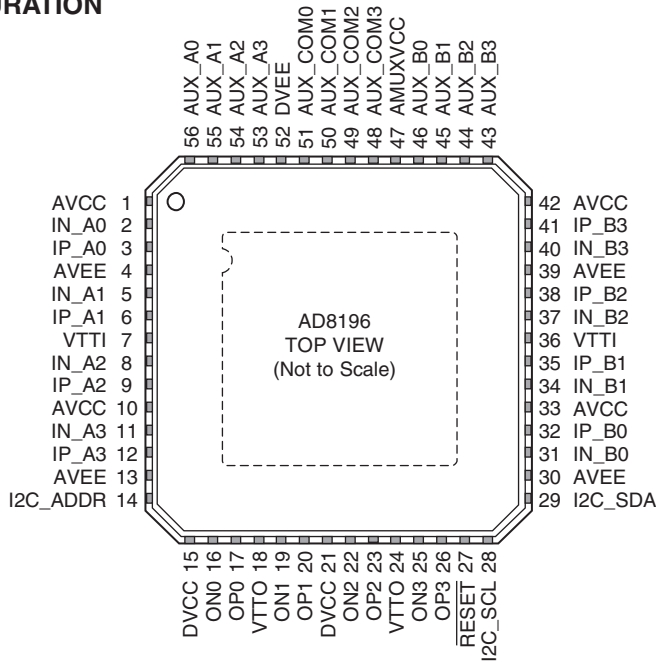 URATION
56 AUX_A0
55 AUX_A1
54 AUX_A2
53 AUX_A3
52 DVEE
51 AUX_COM0
50 AUX_COM1
49 AUX_COM2
48 AUX_COM3
47 AMUXVCC
46 AUX_B0
45 AUX_B1
44 AUX_B2
43 AUX_B3
AVCC 1
IN_A0 2
IP_A0 3
AVEE 4
IN_A1 5
IP_A1 6
VTTI 7
IN_A2 8
IP_A2 9
AVCC 10
IN_A3 11
IP_A3 12
AVEE 13
I2C_ADDR 14
AD8196
TOP VIEW
(Not to Scale)
42 AVCC
41 IP_B3
40 IN_B3
39 AVEE
38 IP_B2
37 IN_B2
36 VTTI
35 IP_B1
34 IN_B1
33 AVCC
32 IP_B0
31 IN_B0
30 AVEE
29 I2C_SDA
DVCC 15
ON0 16
OP0 17
VTTO 18
ON1 19
OP1 20
DVCC 21
ON2 22
OP2 23
VTTO 24
ON3 25
OP3 26
RESET 27
I2C_SCL 28